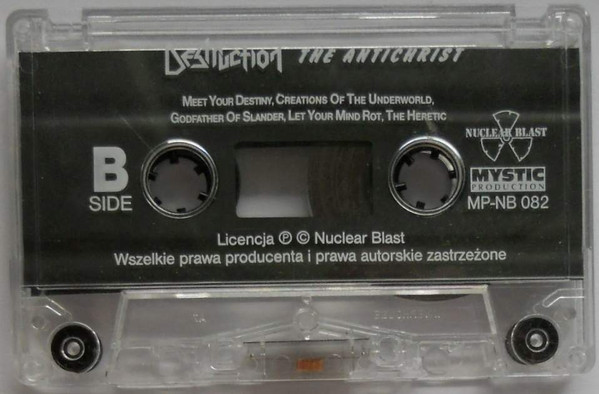 DESTRUCTION THE ANTICHRIST
MEET YOUR DESTINY, CREATIONS OF THE UNDERWORLD,
GODFATHER OF SLANDER, LET YOUR MIND ROT, THE HERETIC
NUCLEAR BLAST
B
SIDE
MYSTIC
PRODUCTION
MP-NB 082
Licencja ℗ © Nuclear Blast
Wszelkie prawa producenta i prawa autorskie zastrzeżone